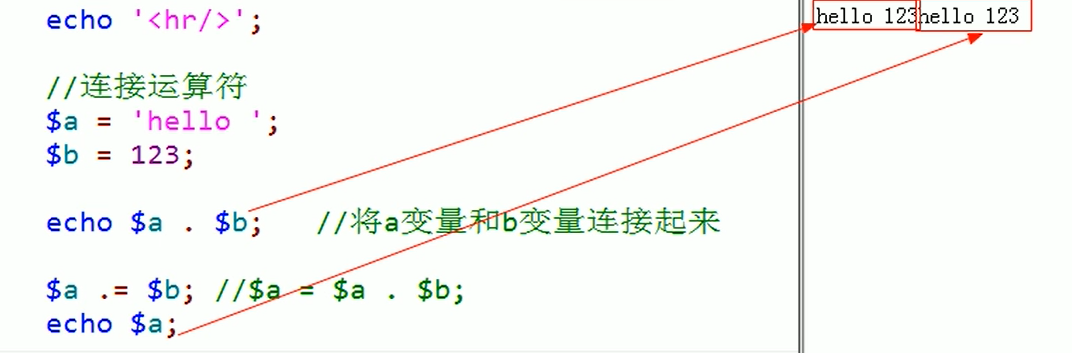 echo '<hr/>';
//连接运算符
$a = 'hello ';
$b = 123;
echo $a . $b;   //将a变量和b变量连接起来
$a .= $b; //$a = $a . $b;
echo $a;
hello 123hello 123